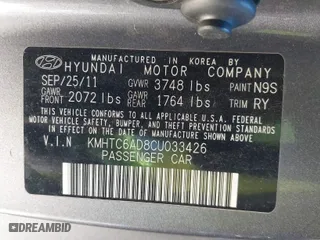 MANUFACTURED IN KOREA BY
HYUNDAI MOTOR COMPANY
SEP/25/11 GVWR 3748 lbs PAINT N9S
GAWR FRONT 2072 lbs GAWR REAR 1764 lbs TRIM RY
THIS VEHICLE CONFORMS TO ALL APPLICABLE U.S.
FEDERAL MOTOR VEHICLE SAFETY, BUMPER, AND THEFT
PREVENTION STANDARDS IN EFFECT ON THE DATE OF
MANUFACTURE SHOWN ABOVE.
V.I.N KMHTC6AD8CU033426
PASSENGER CAR
© DREAMBID DREAMBID.COM